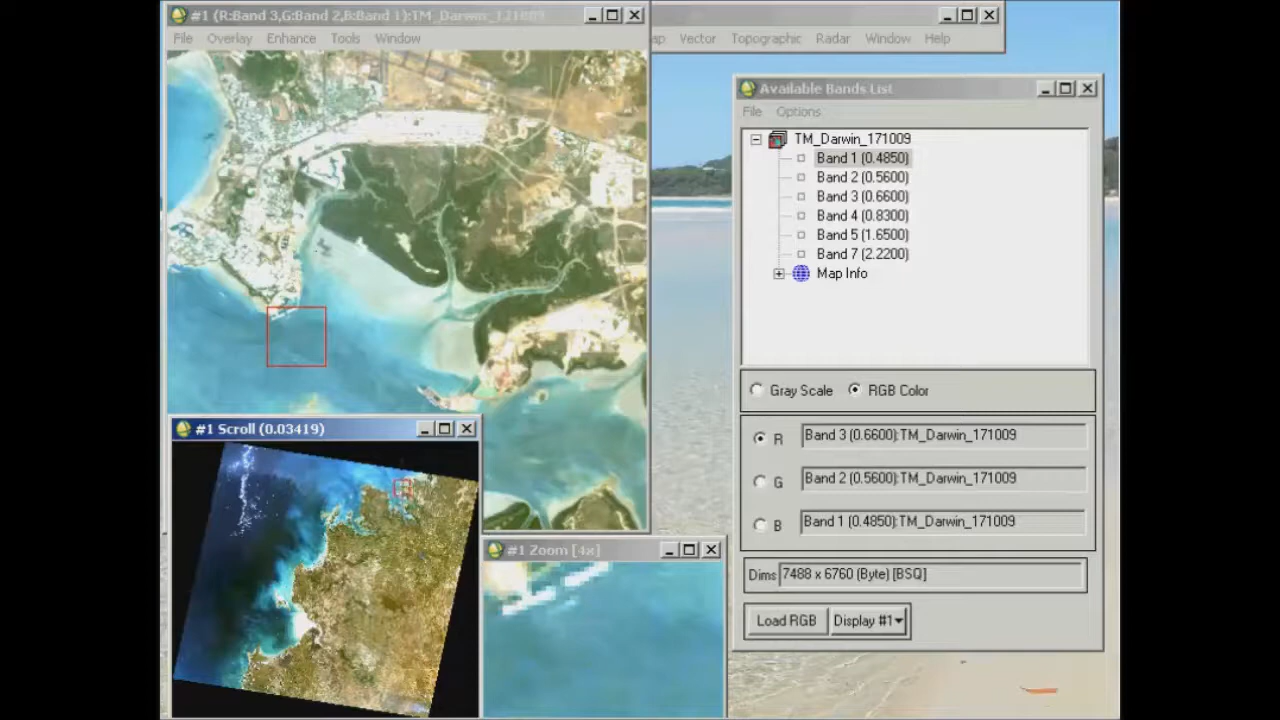 #1 (R:Band 3,G:Band 2,B:Band 1):TM_Darwin_171009
File Overlay Enhance Tools Window
Vector Topographic Radar Window Help
Available Bands List
File Options
TM_Darwin_171009
Band 1 (0.4850)
Band 2 (0.5600)
Band 3 (0.6600)
Band 4 (0.8300)
Band 5 (1.6500)
Band 7 (2.2200)
Map Info
Gray Scale RGB Color
R Band 3 (0.6600):TM_Darwin_171009
G Band 2 (0.5600):TM_Darwin_171009
B Band 1 (0.4850):TM_Darwin_171009
Dims 7488 x 6760 (Byte) [BSQ]
Load RGB Display #1
#1 Scroll (0.03419)
#1 Zoom [4x]